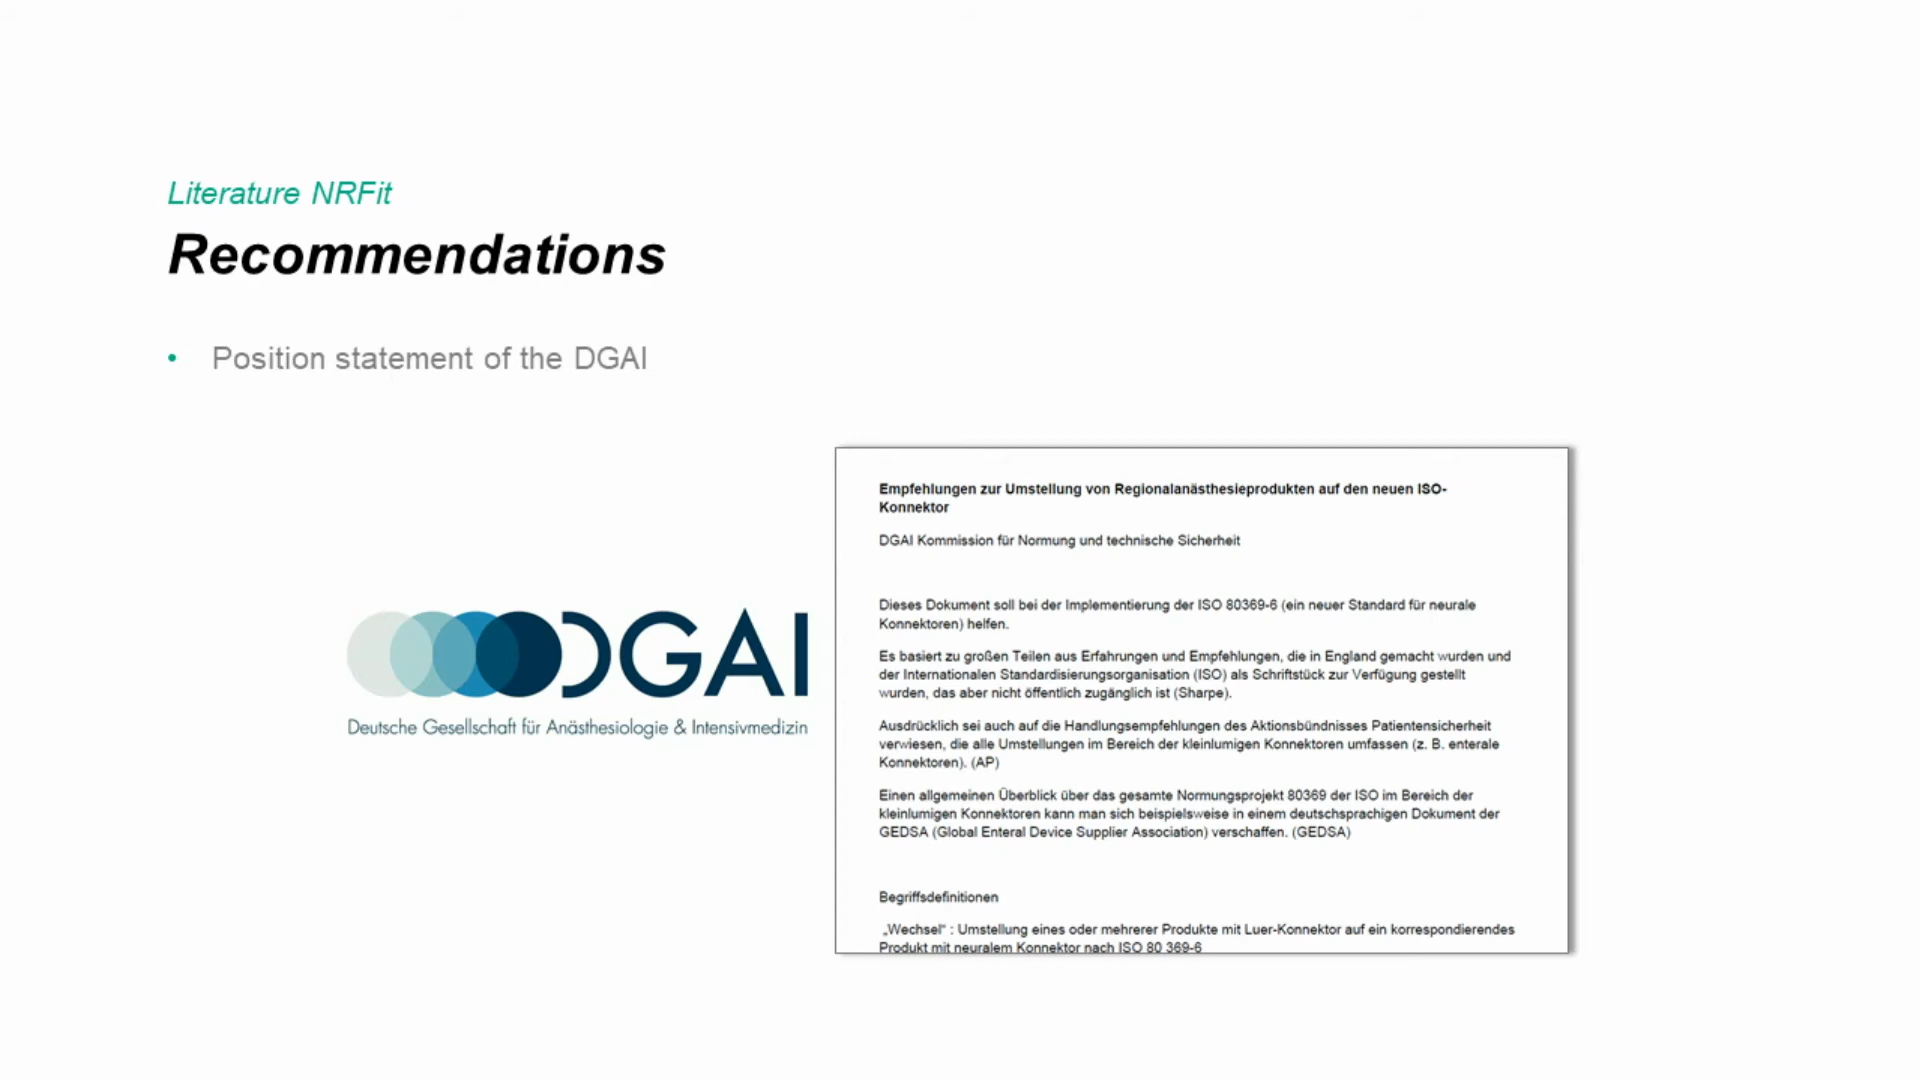 Literature NRFit
Recommendations
• Position statement of the DGAI
DGAI
Deutsche Gesellschaft für Anästhesiologie & Intensivmedizin
Empfehlungen zur Umstellung von Regionalanästhesieprodukten auf den neuen ISO-
Konnektor
DGAI Kommission für Normung und technische Sicherheit
Dieses Dokument soll bei der Implementierung der ISO 80369-6 (ein neuer Standard für neurale
Konnektoren) helfen.
Es basiert zu großen Teilen aus Erfahrungen und Empfehlungen, die in England gemacht wurden und
der Internationalen Standardisierungsorganisation (ISO) als Schriftstück zur Verfügung gestellt
wurden, das aber nicht öffentlich zugänglich ist (Sharpe).
Ausdrücklich sei auch auf die Handlungsempfehlungen des Aktionsbündnisses Patientensicherheit
verwiesen, die alle Umstellungen im Bereich der kleinlumigen Konnektoren umfassen (z. B. enterale
Konnektoren). (AP)
Einen allgemeinen Überblick über das gesamte Normungsprojekt 80369 der ISO im Bereich der
kleinlumigen Konnektoren kann man sich beispielsweise in einem deutschsprachigen Dokument der
GEDSA (Global Enteral Device Supplier Association) verschaffen. (GEDSA)
Begriffsdefinitionen
„Wechsel“ : Umstellung eines oder mehrerer Produkte mit Luer-Konnektor auf ein korrespondierendes
Produkt mit neuralem Konnektor nach ISO 80 369-6